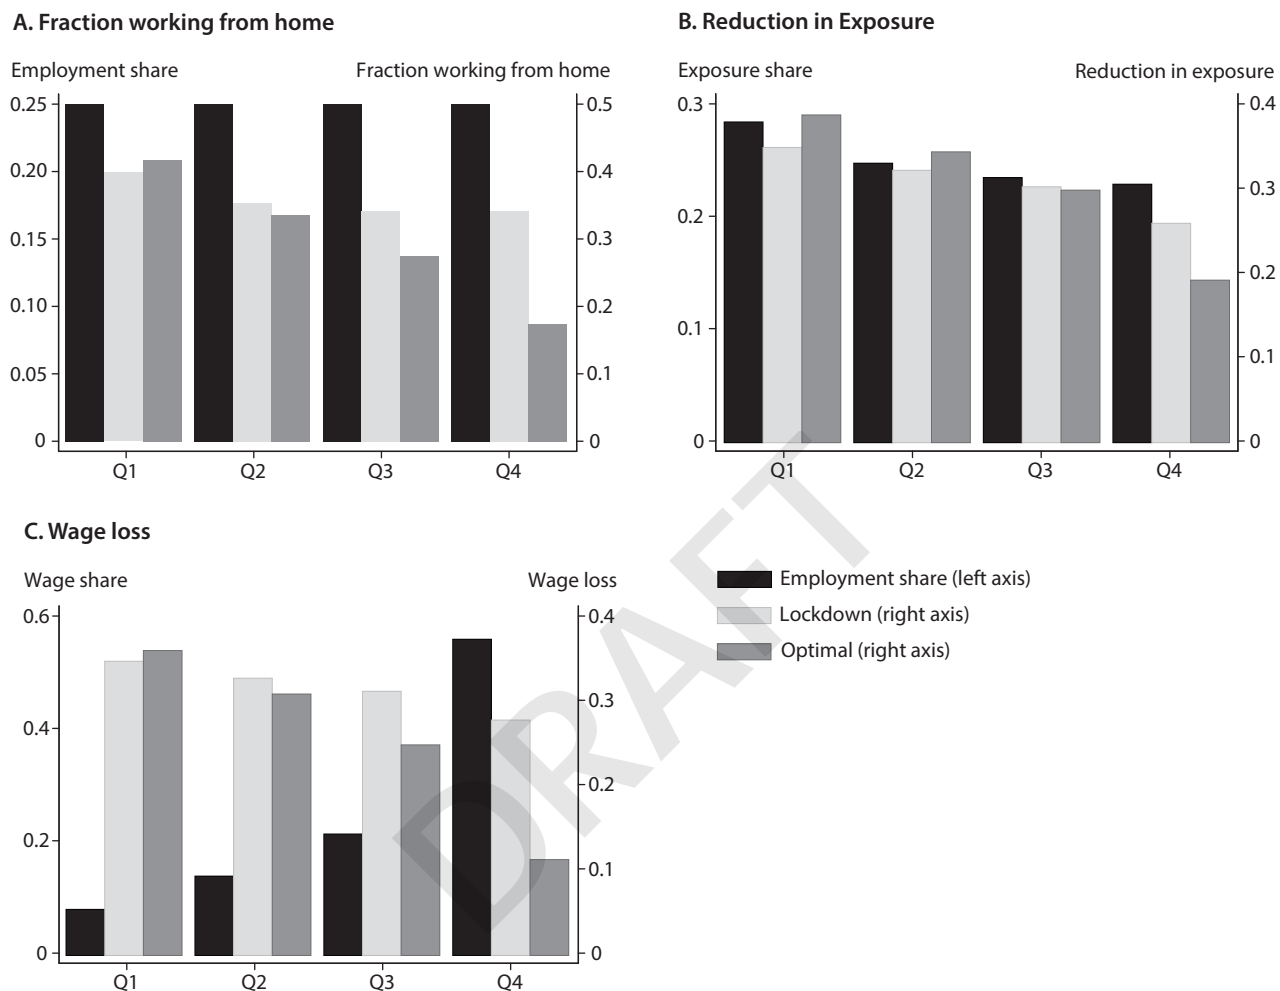 A. Fraction working from home
Employment share
Fraction working from home
0.25
0.20
0.15
0.10
0.05
0
0.5
0.4
0.3
0.2
0.1
0
Q1 Q2 Q3 Q4
B. Reduction in Exposure
Exposure share
Reduction in exposure
0.3
0.2
0.1
0
0.4
0.3
0.2
0.1
0
Q1 Q2 Q3 Q4
C. Wage loss
Wage share
Wage loss
0.6
0.4
0.2
0
0.4
0.3
0.2
0.1
0
Q1 Q2 Q3 Q4
Employment share (left axis)
Lockdown (right axis)
Optimal (right axis)
DRAFT